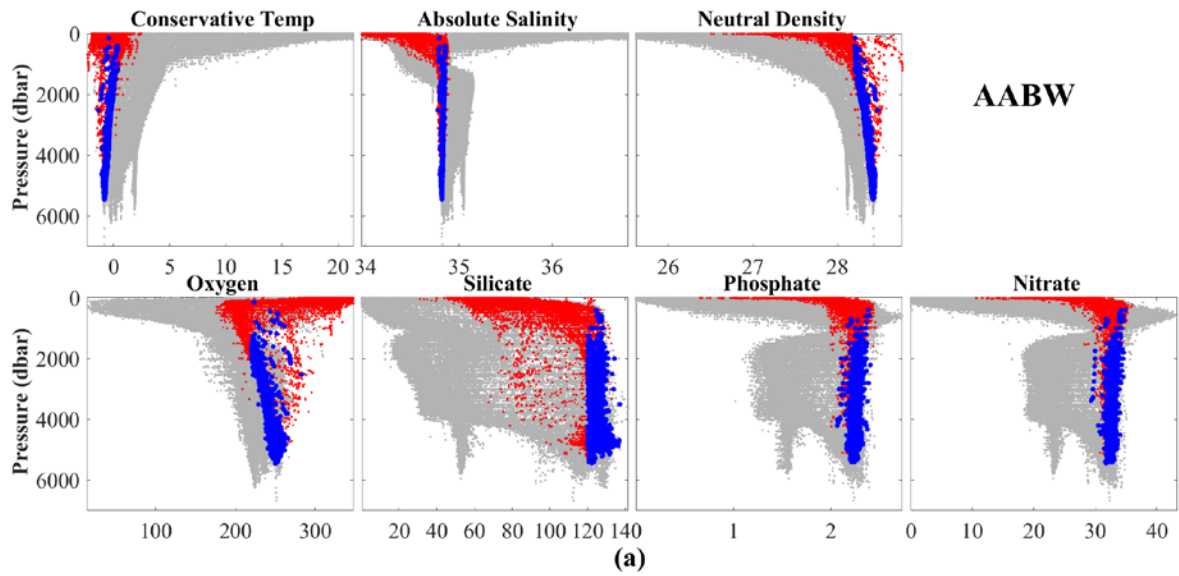 Conservative Temp Absolute Salinity Neutral Density
Pressure (dbar)
0
2000
4000
6000
AABW
0 5 10 15 20 34 35 36 26 27 28
Oxygen Silicate Phosphate Nitrate
Pressure (dbar)
0
2000
4000
6000
100 200 300 20 40 60 80 100 120 140 1 2 0 10 20 30 40
(a)